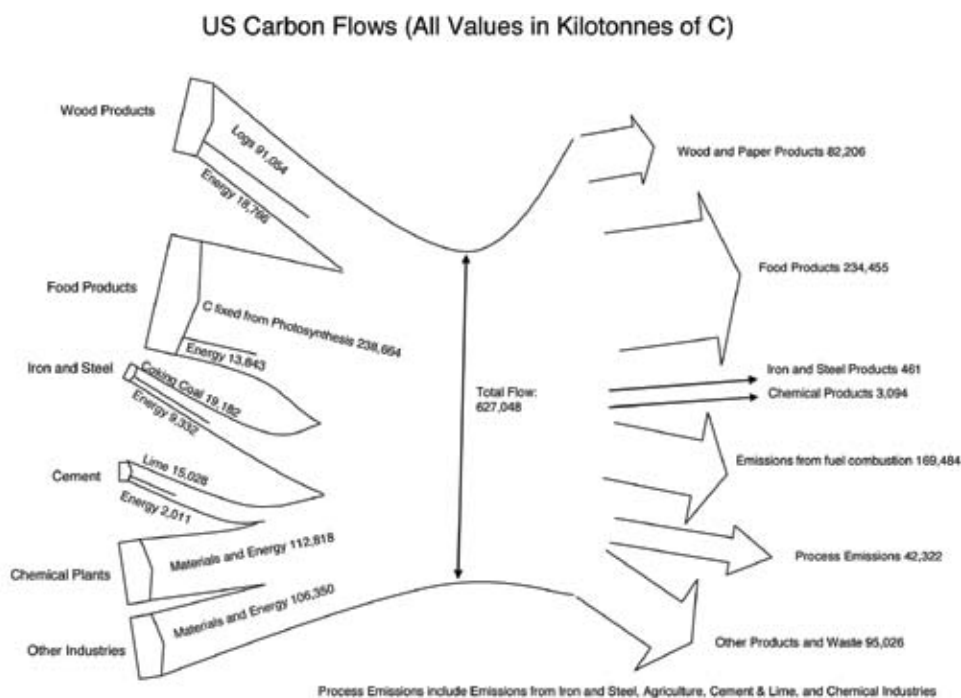 US Carbon Flows (All Values in Kilotonnes of C)
Wood Products
Logs 91,054
Energy 18,766
Wood and Paper Products 82,206
Food Products
C fixed from Photosynthesis 238,664
Energy 13,843
Food Products 234,455
Iron and Steel
Coking Coal 19,182
Energy 9,332
Total Flow:
627,048
Iron and Steel Products 461
Chemical Products 3,094
Cement
Lime 15,028
Energy 2,011
Emissions from fuel combustion 169,484
Chemical Plants
Materials and Energy 112,818
Process Emissions 42,322
Other Industries
Materials and Energy 106,350
Other Products and Waste 95,026
Process Emissions include Emissions from Iron and Steel, Agriculture, Cement & Lime, and Chemical Industries